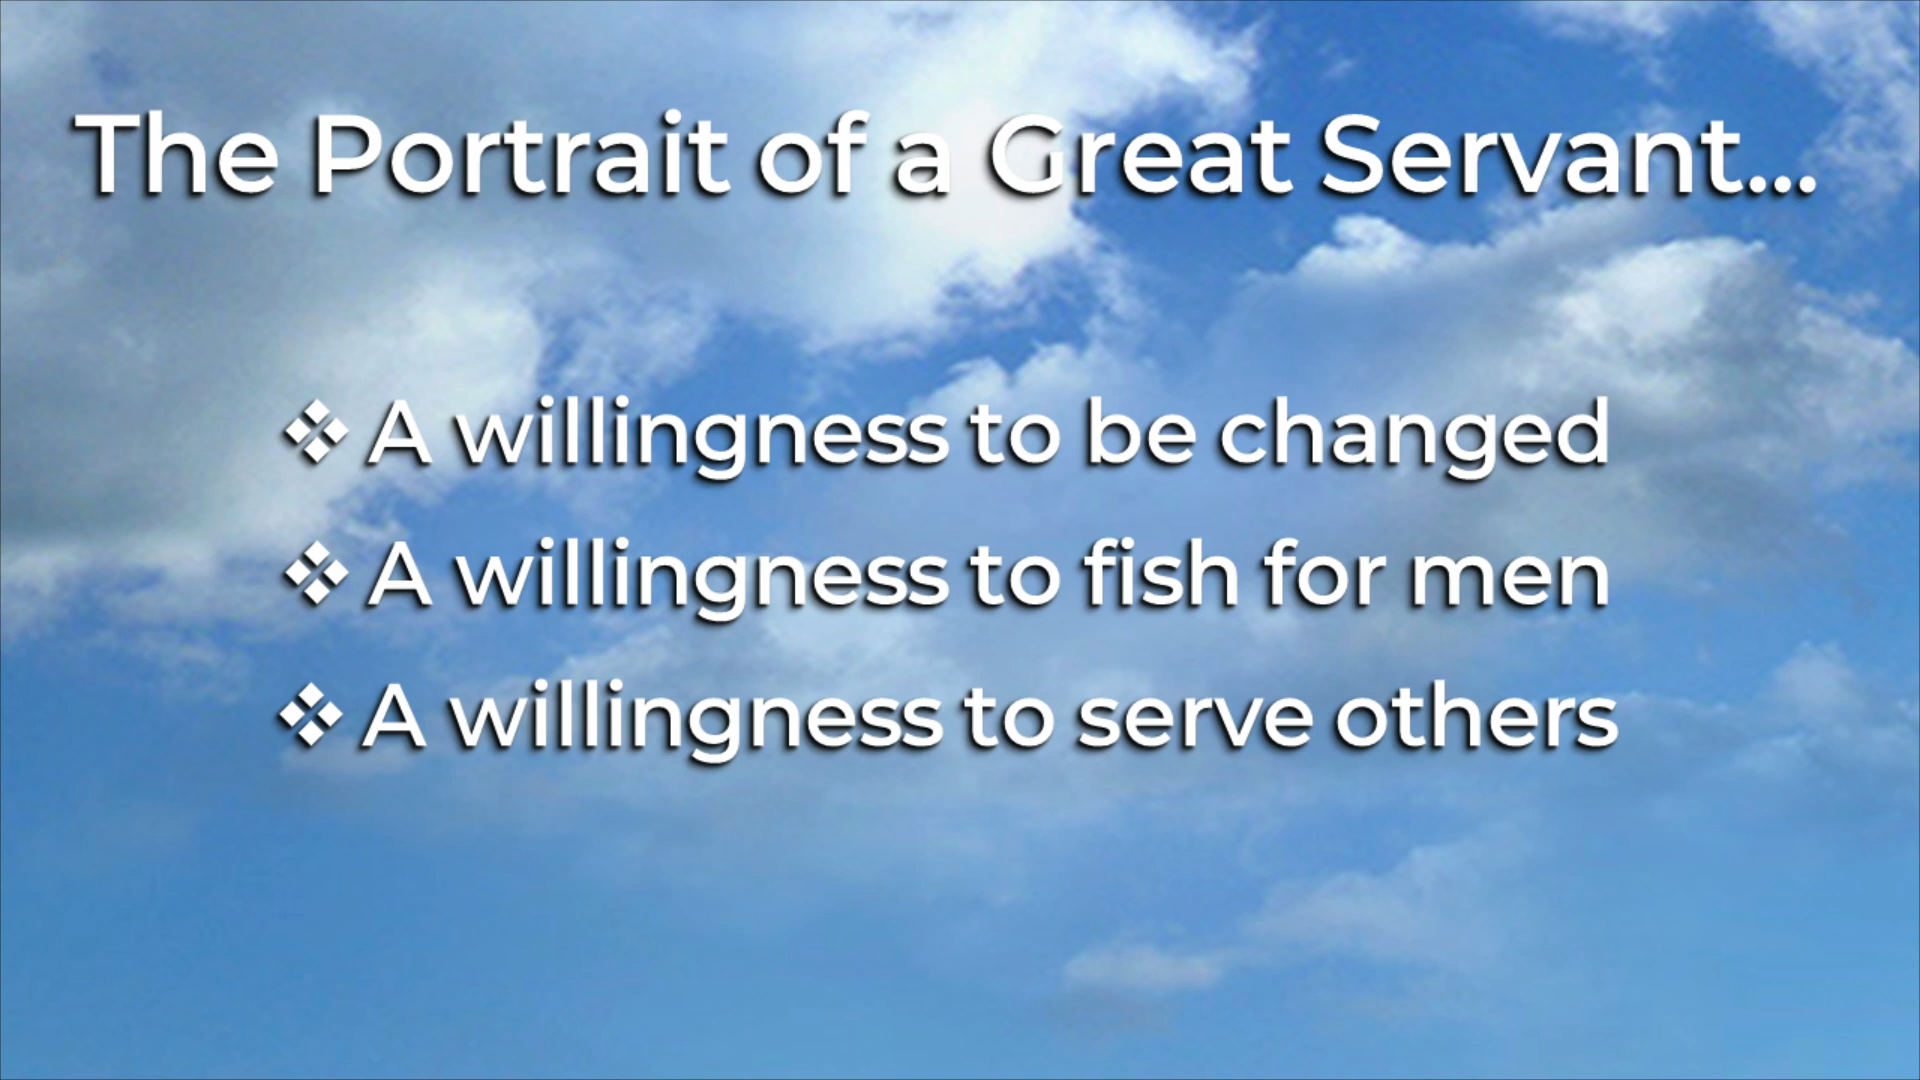 The Portrait of a Great Servant...
❖ A willingness to be changed
❖ A willingness to fish for men
❖ A willingness to serve others